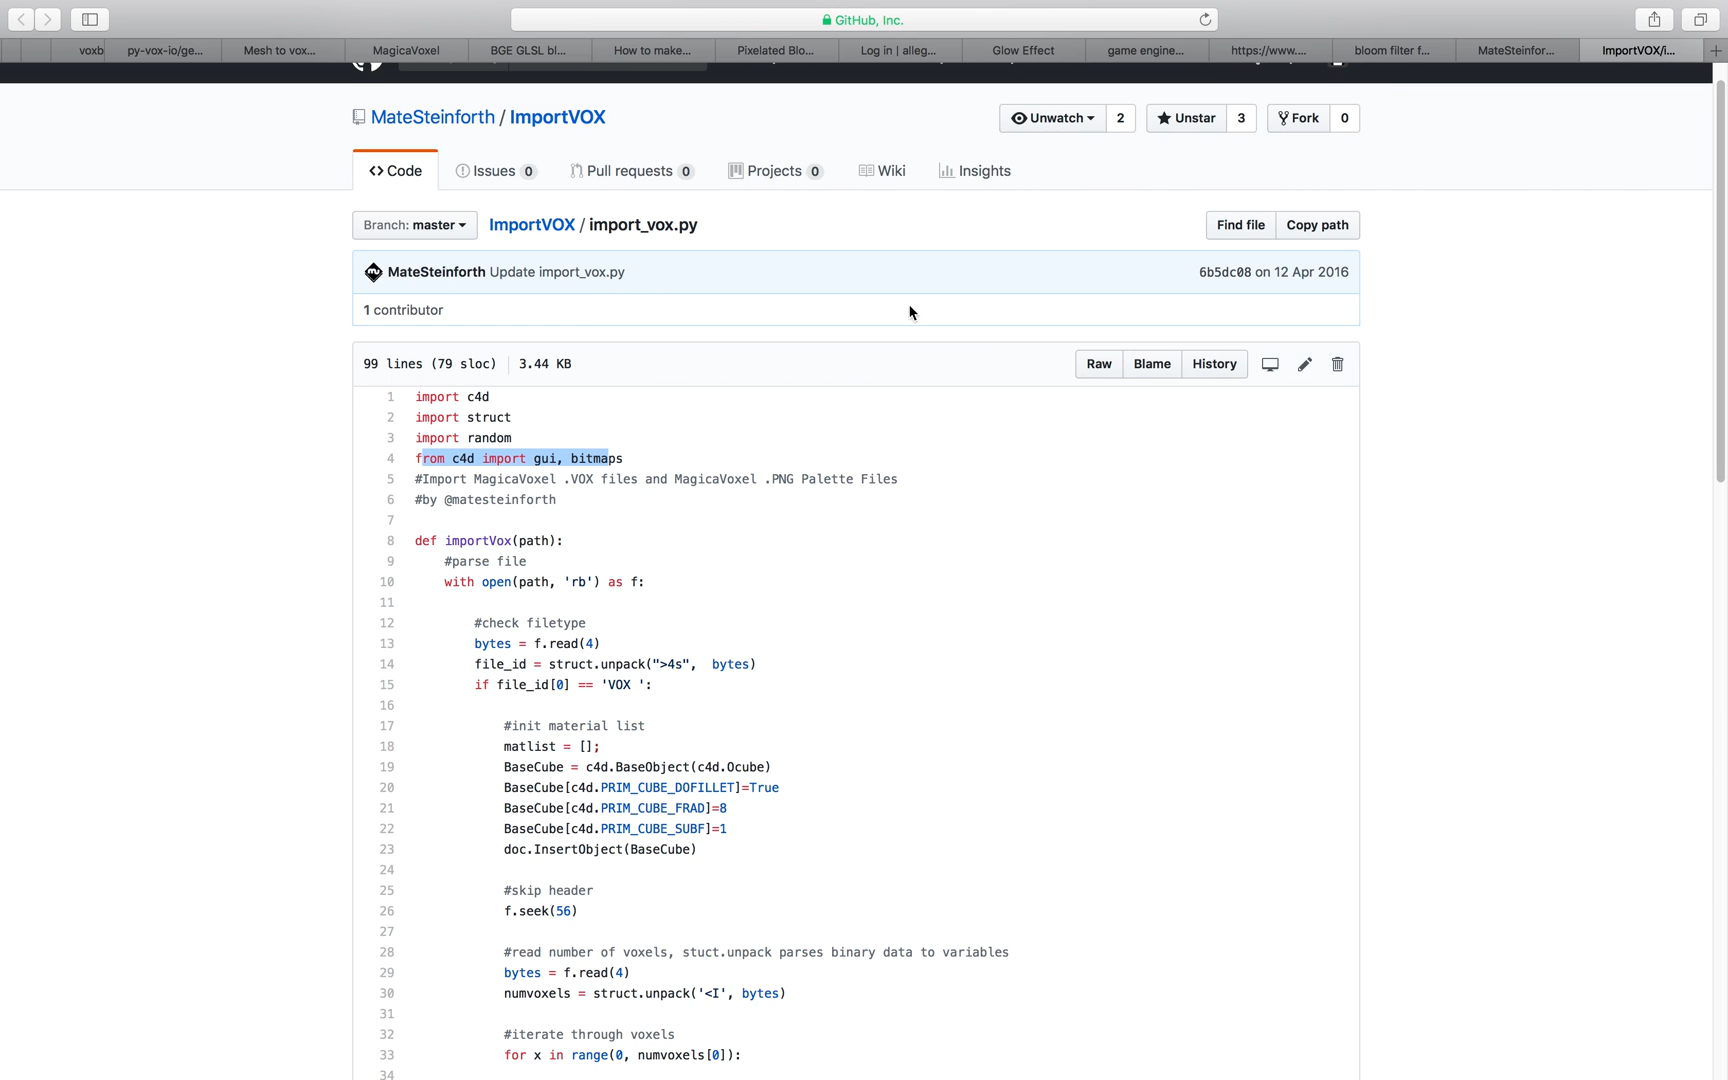 GitHub, Inc.
voxb py-vox-io/ge... Mesh to vox... MagicaVoxel BGE GLSL bl... How to make... Pixelated Blo... Log in | alleg... Glow Effect game engine... https://www.... bloom filter f... MateSteinfor... ImportVOX/i...
MateSteinforth / ImportVOX Unwatch 2 Unstar 3 Fork 0
Code Issues 0 Pull requests 0 Projects 0 Wiki Insights
Branch: master ImportVOX / import_vox.py Find file Copy path
MateSteinforth Update import_vox.py 6b5dc08 on 12 Apr 2016
1 contributor
99 lines (79 sloc) 3.44 KB Raw Blame History
1 import c4d
2 import struct
3 import random
4 from c4d import gui, bitmaps
5 #Import MagicaVoxel .VOX files and MagicaVoxel .PNG Palette Files
6 #by @matesteinforth
7
8 def importVox(path):
9 #parse file
10 with open(path, 'rb') as f:
11
12 #check filetype
13 bytes = f.read(4)
14 file_id = struct.unpack(">4s",  bytes)
15 if file_id[0] == 'VOX ':
16
17 #init material list
18 matlist = [];
19 BaseCube = c4d.BaseObject(c4d.Ocube)
20 BaseCube[c4d.PRIM_CUBE_DOFILLET]=True
21 BaseCube[c4d.PRIM_CUBE_FRAD]=8
22 BaseCube[c4d.PRIM_CUBE_SUBF]=1
23 doc.InsertObject(BaseCube)
24
25 #skip header
26 f.seek(56)
27
28 #read number of voxels, stuct.unpack parses binary data to variables
29 bytes = f.read(4)
30 numvoxels = struct.unpack('<I', bytes)
31
32 #iterate through voxels
33 for x in range(0, numvoxels[0]):
34